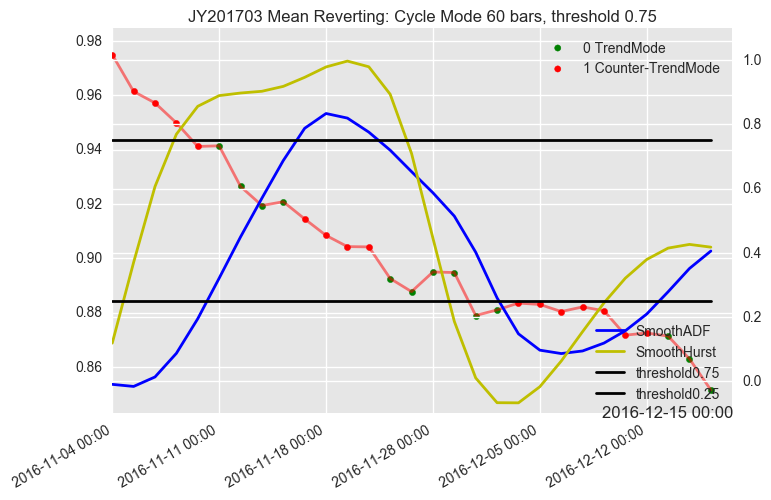 JY201703 Mean Reverting: Cycle Mode 60 bars, threshold 0.75
0.98
0.96
0.94
0.92
0.90
0.88
0.86
1.0
0.8
0.6
0.4
0.2
0.0
0 TrendMode
1 Counter-TrendMode
SmoothADF
SmoothHurst
threshold0.75
threshold0.25
2016-12-15 00:00
2016-11-04 00:00
2016-11-11 00:00
2016-11-18 00:00
2016-11-28 00:00
2016-12-05 00:00
2016-12-12 00:00